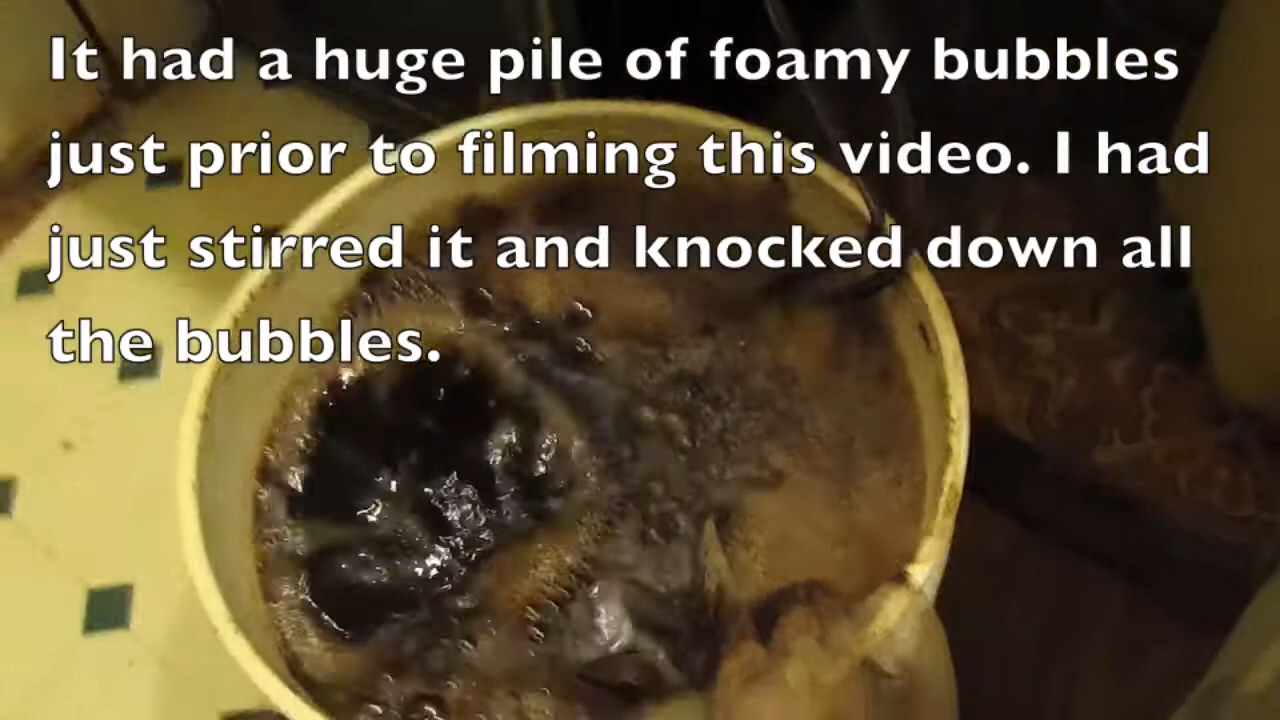 It had a huge pile of foamy bubbles
just prior to filming this video. I had
just stirred it and knocked down all
the bubbles.